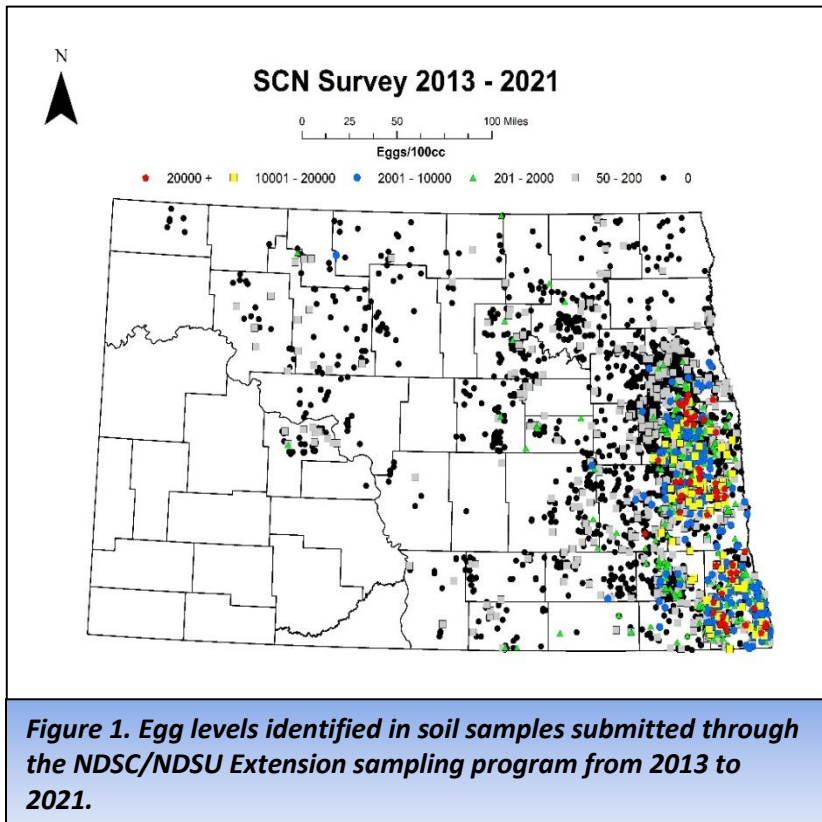 N
SCN Survey 2013 - 2021
0 25 50 100 Miles
Eggs/100cc
20000 + 10001 - 20000 2001 - 10000 201 - 2000 50 - 200 0
Figure 1. Egg levels identified in soil samples submitted through
the NDSC/NDSU Extension sampling program from 2013 to
2021.